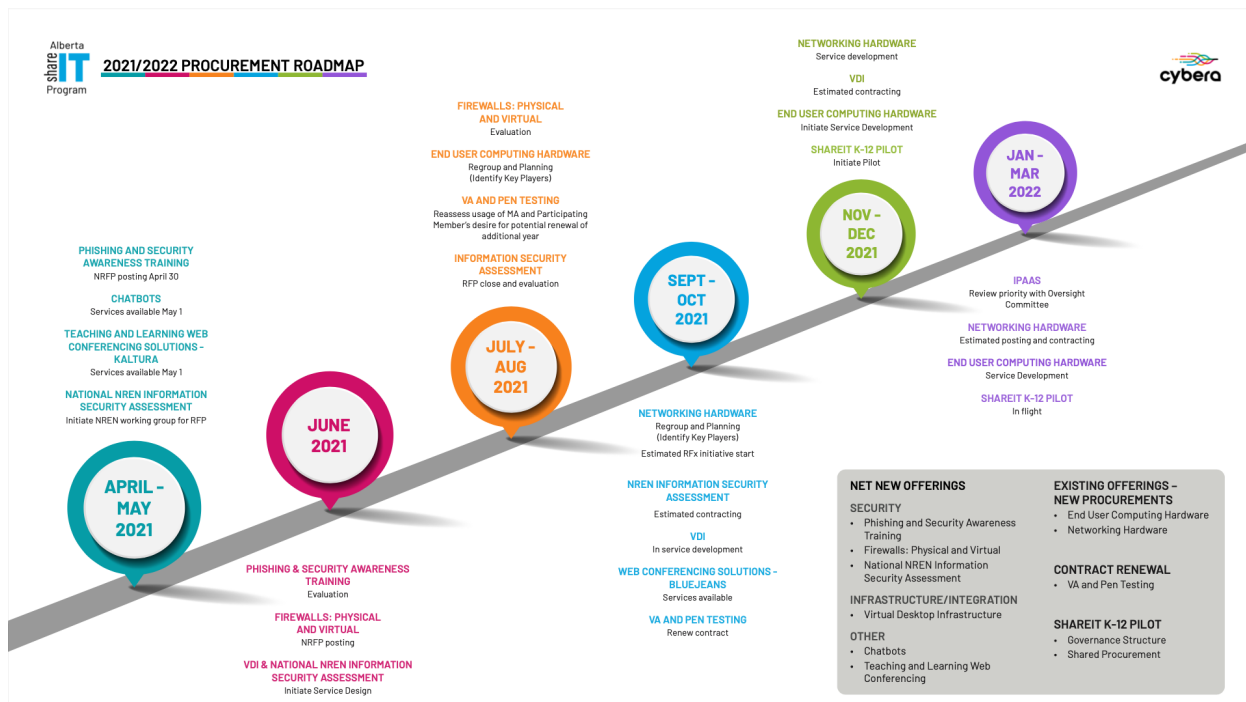 Alberta
share
IT
Program
2021/2022 PROCUREMENT ROADMAP
cybera
PHISHING AND SECURITY
AWARENESS TRAINING
NRFP posting April 30
CHATBOTS
Services available May 1
TEACHING AND LEARNING WEB
CONFERENCING SOLUTIONS -
KALTURA
Services available May 1
NATIONAL NREN INFORMATION
SECURITY ASSESSMENT
Initiate NREN working group for RFP
APRIL -
MAY
2021
JUNE
2021
PHISHING & SECURITY AWARENESS
TRAINING
Evaluation
FIREWALLS: PHYSICAL
AND VIRTUAL
NRFP posting
VDI & NATIONAL NREN INFORMATION
SECURITY ASSESSMENT
Initiate Service Design
FIREWALLS: PHYSICAL
AND VIRTUAL
Evaluation
END USER COMPUTING HARDWARE
Regroup and Planning
(Identify Key Players)
VA AND PEN TESTING
Reassess usage of MA and Participating
Member's desire for potential renewal of
additional year
INFORMATION SECURITY
ASSESSMENT
RFP close and evaluation
JULY -
AUG
2021
SEPT -
OCT
2021
NETWORKING HARDWARE
Regroup and Planning
(Identify Key Players)
Estimated RFx initiative start
NREN INFORMATION SECURITY
ASSESSMENT
Estimated contracting
VDI
In service development
WEB CONFERENCING SOLUTIONS -
BLUEJEANS
Services available
VA AND PEN TESTING
Renew contract
NETWORKING HARDWARE
Service development
VDI
Estimated contracting
END USER COMPUTING HARDWARE
Initiate Service Development
SHAREIT K-12 PILOT
Initiate Pilot
NOV -
DEC
2021
JAN -
MAR
2022
IPAAS
Review priority with Oversight
Committee
NETWORKING HARDWARE
Estimated posting and contracting
END USER COMPUTING HARDWARE
Service Development
SHAREIT K-12 PILOT
In flight
NET NEW OFFERINGS
SECURITY
• Phishing and Security Awareness
Training
• Firewalls: Physical and Virtual
• National NREN Information
Security Assessment
INFRASTRUCTURE/INTEGRATION
• Virtual Desktop Infrastructure
OTHER
• Chatbots
• Teaching and Learning Web
Conferencing
EXISTING OFFERINGS –
NEW PROCUREMENTS
• End User Computing Hardware
• Networking Hardware
CONTRACT RENEWAL
• VA and Pen Testing
SHAREIT K-12 PILOT
• Governance Structure
• Shared Procurement